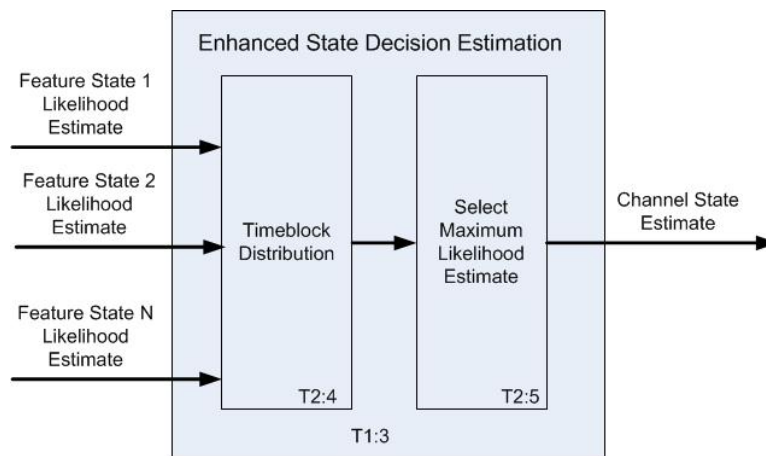 Enhanced State Decision Estimation
Feature State 1
Likelihood
Estimate
Feature State 2
Likelihood
Estimate
Feature State N
Likelihood
Estimate
Timeblock
Distribution
T2:4
Select
Maximum
Likelihood
Estimate
T2:5
Channel State
Estimate
T1:3